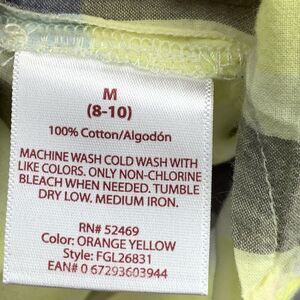 M
(8-10)
100% Cotton/Algodón
MACHINE WASH COLD WASH WITH
LIKE COLORS. ONLY NON-CHLORINE
BLEACH WHEN NEEDED. TUMBLE
DRY LOW. MEDIUM IRON.
RN# 52469
Color: ORANGE YELLOW
Style: FGL26831
EAN# 0 67293603944